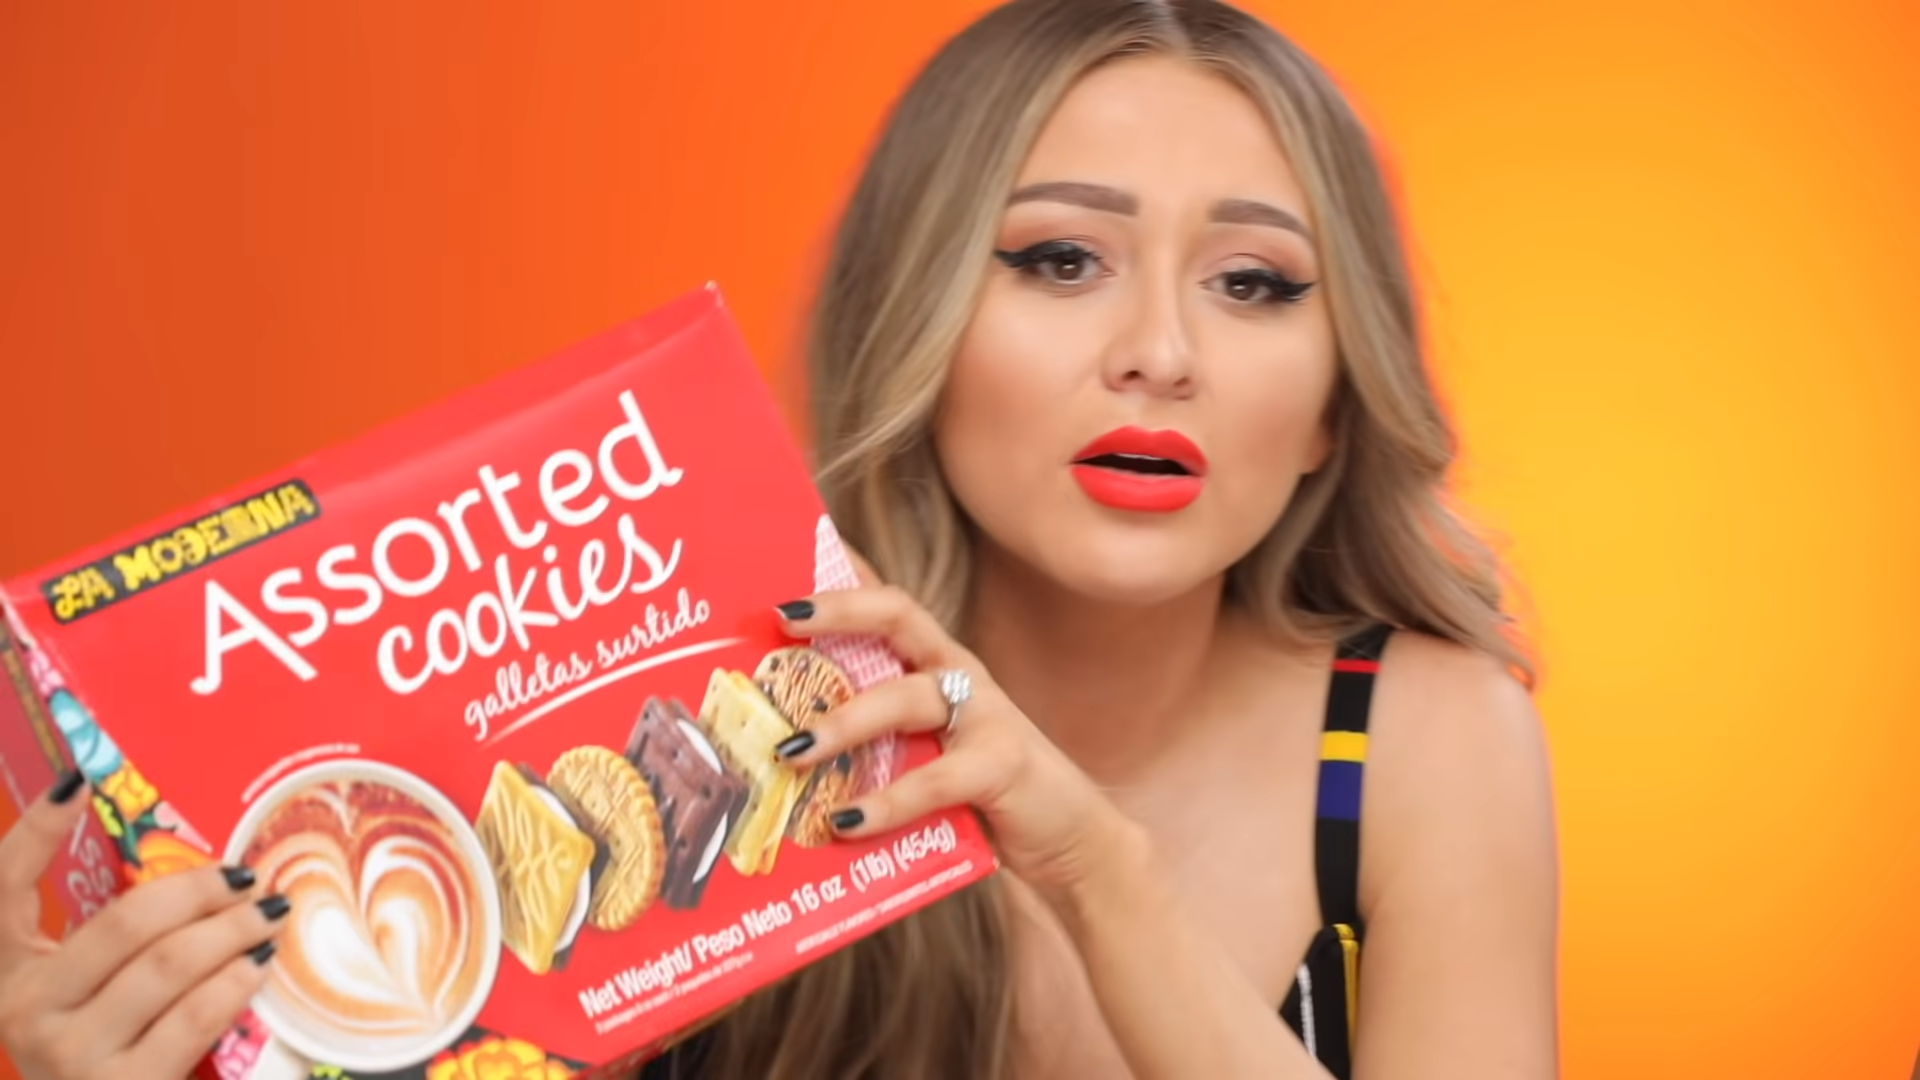 LA MODERNA
Assorted
cookies
galletas surtido
Net Weight/ Peso Neto 16 oz (1lb) (454g)